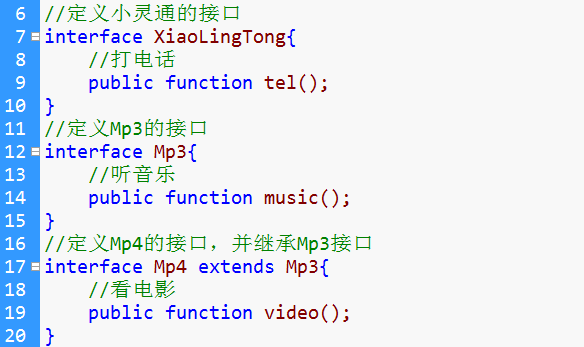 6 //定义小灵通的接口
7 interface XiaoLingTong{
8 //打电话
9 public function tel();
10 }
11 //定义Mp3的接口
12 interface Mp3{
13 //听音乐
14 public function music();
15 }
16 //定义Mp4的接口，并继承Mp3接口
17 interface Mp4 extends Mp3{
18 //看电影
19 public function video();
20 }